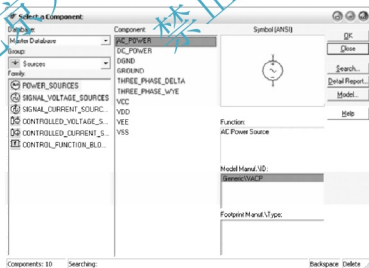 Select a Component
Database:
Master Database
Group:
Sources
Family:
POWER_SOURCES
SIGNAL_VOLTAGE_SOURCES
SIGNAL_CURRENT_SOURC...
CONTROLLED_VOLTAGE_S...
CONTROLLED_CURRENT_S...
CONTROL_FUNCTION_BLO...
Component:
AC_POWER
DC_POWER
DGND
GROUND
THREE_PHASE_DELTA
THREE_PHASE_WYE
VCC
VDD
VEE
VSS
Symbol (ANSI)
Function:
AC Power Source
Model Manuf.\ID:
Generic\VACP
Footprint Manuf.\Type:
OK
Close
Search...
Detail Report...
Model...
Help
Components: 10
Searching:
Backspace
Delete
禁止